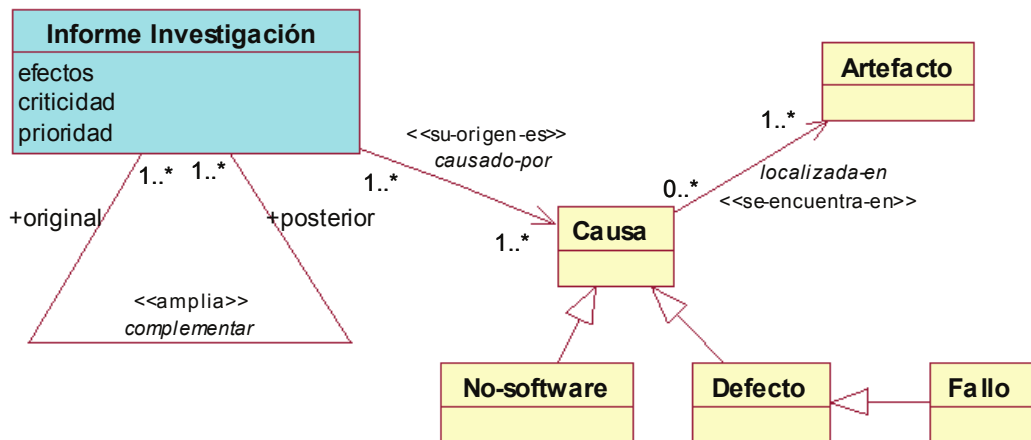 Informe Investigación
efectos
criticidad
prioridad
Artefacto
<<su-origen-es>>
causado-por
1..*
1..*
1..*
1..*
+original
+posterior
localizada-en
0..*
<<se-encuentra-en>>
Causa
1..*
<<amplia>>
complementar
No-software
Defecto
Fallo